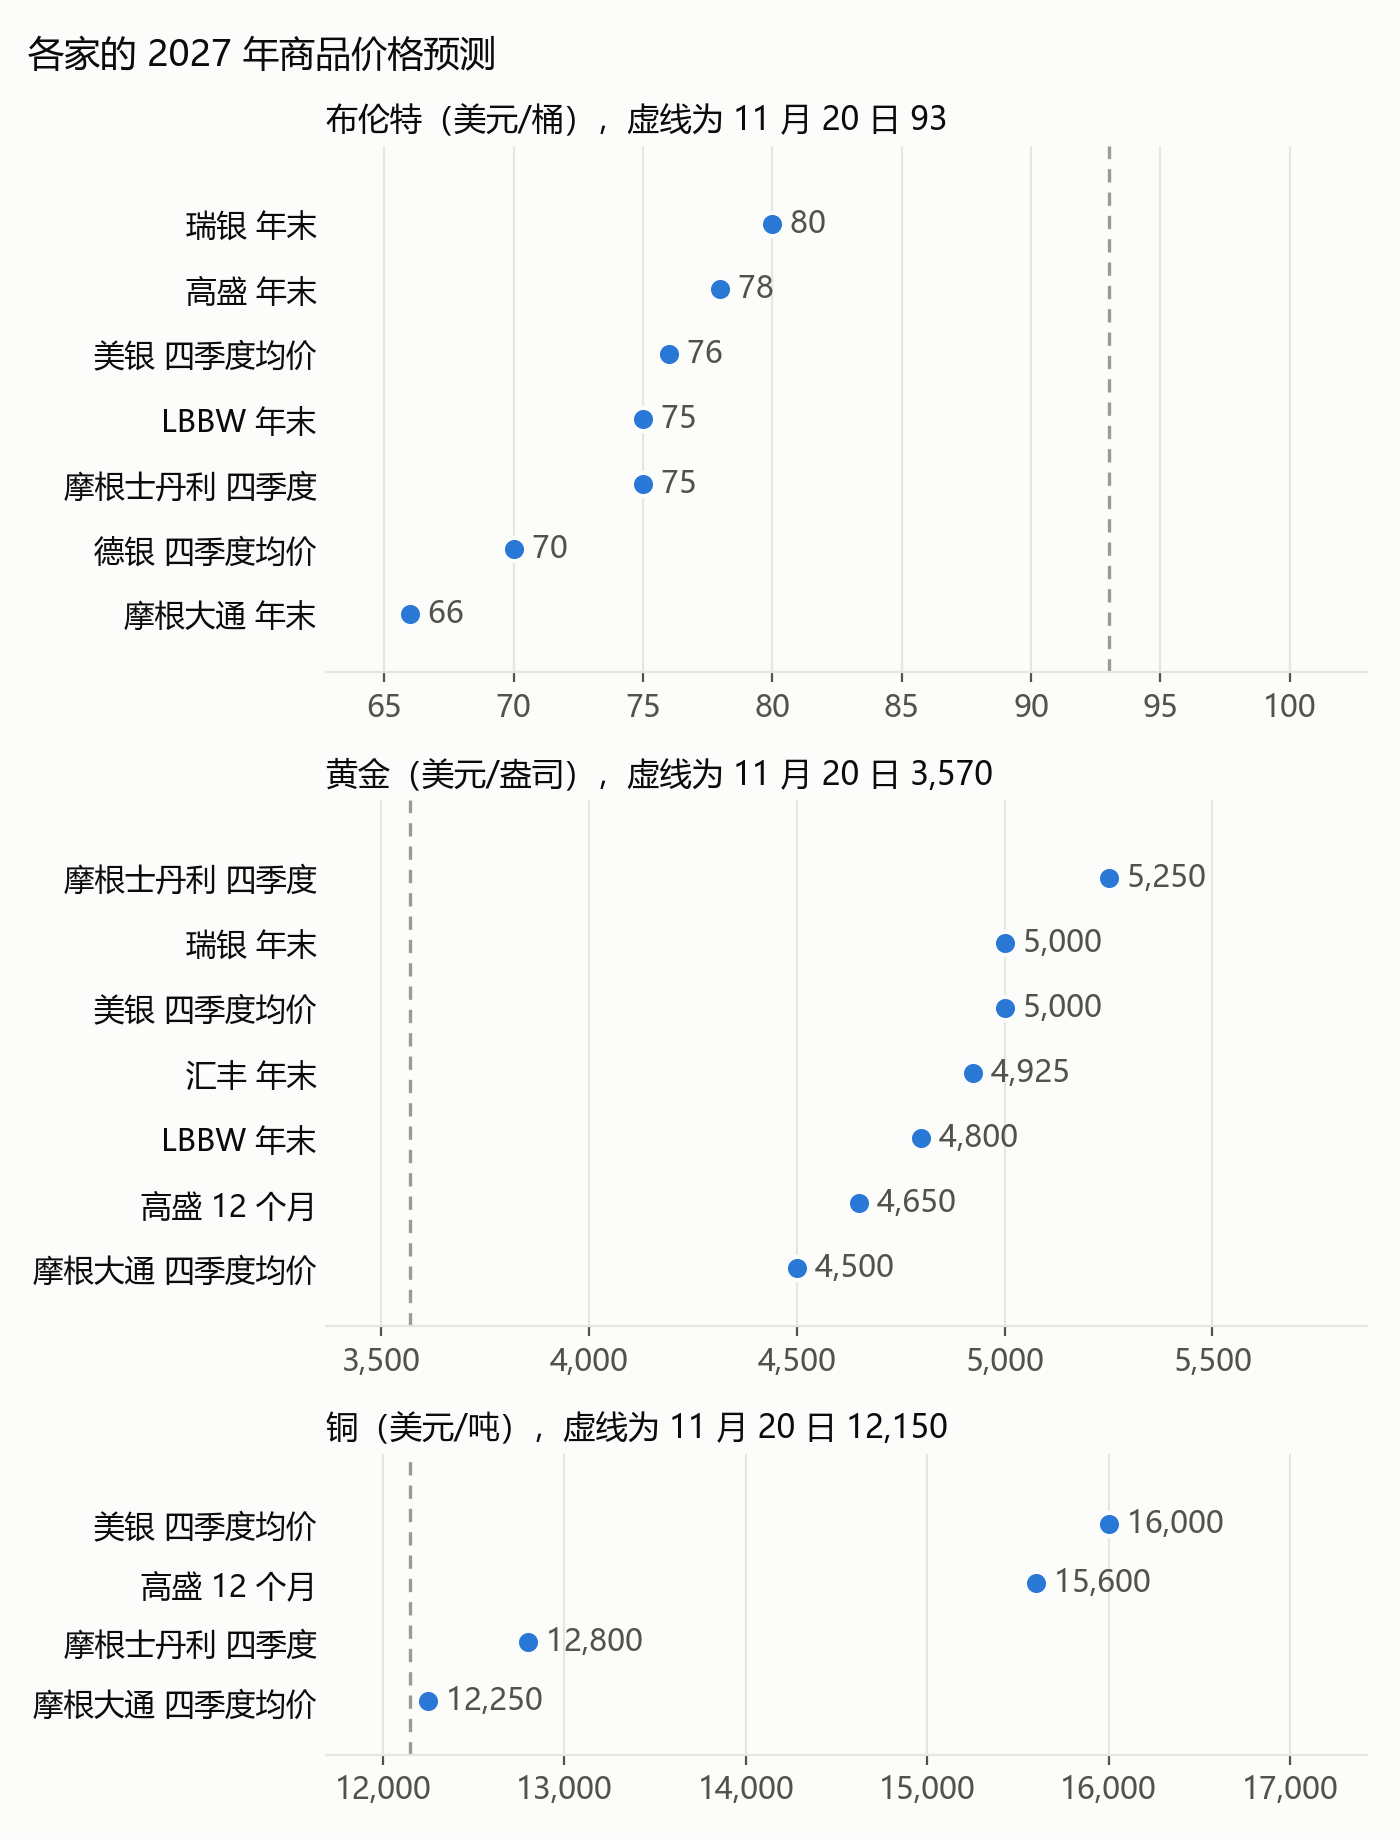 各家的 2027 年商品价格预测
布伦特（美元/桶），虚线为 11 月 20 日 93
瑞银 年末
80
高盛 年末
78
美银 四季度均价
76
LBBW 年末
75
摩根士丹利 四季度
75
德银 四季度均价
70
摩根大通 年末
66
65 70 75 80 85 90 95 100
黄金（美元/盎司），虚线为 11 月 20 日 3,570
摩根士丹利 四季度
5,250
瑞银 年末
5,000
美银 四季度均价
5,000
汇丰 年末
4,925
LBBW 年末
4,800
高盛 12 个月
4,650
摩根大通 四季度均价
4,500
3,500 4,000 4,500 5,000 5,500
铜（美元/吨），虚线为 11 月 20 日 12,150
美银 四季度均价
16,000
高盛 12 个月
15,600
摩根士丹利 四季度
12,800
摩根大通 四季度均价
12,250
12,000 13,000 14,000 15,000 16,000 17,000